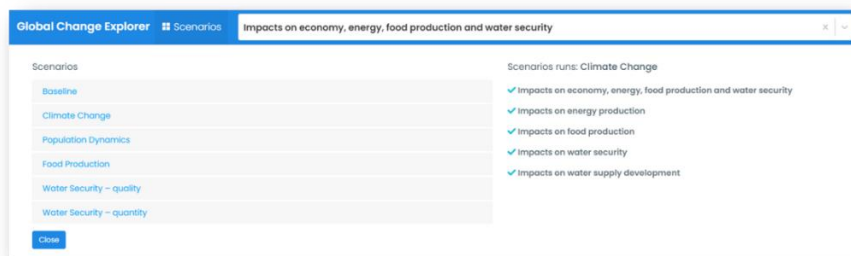 Global Change Explorer Scenarios Impacts on economy, energy, food production and water security
Scenarios
Baseline
Climate Change
Population Dynamics
Food Production
Water Security – quality
Water Security – quantity
Close
Scenarios runs: Climate Change
Impacts on economy, energy, food production and water security
Impacts on energy production
Impacts on food production
Impacts on water security
Impacts on water supply development